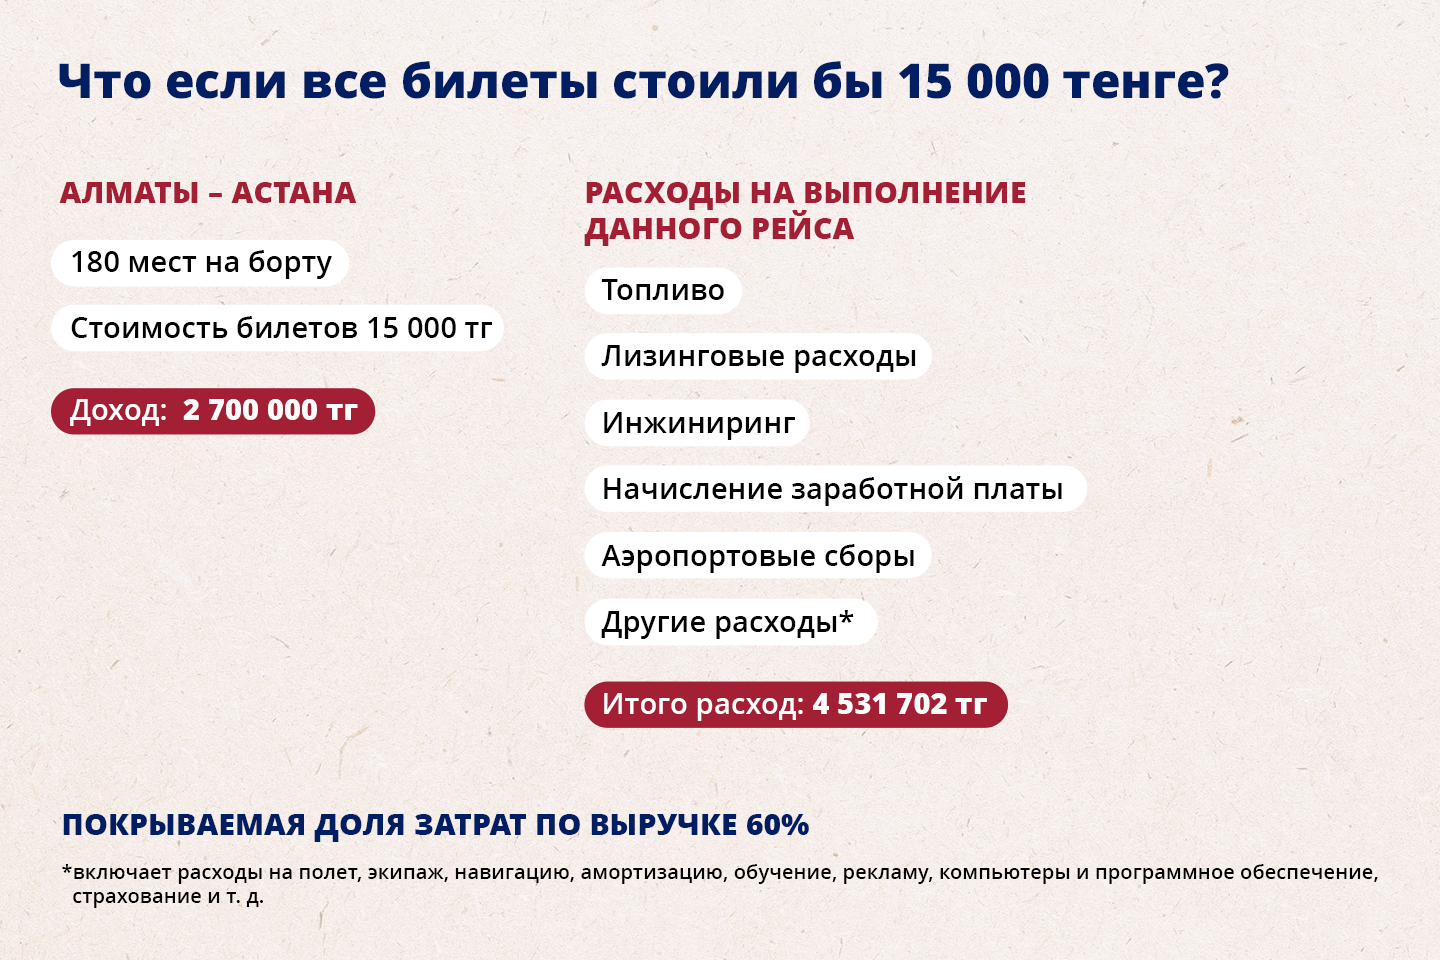 Что если все билеты стоили бы 15 000 тенге?
АЛМАТЫ – АСТАНА
180 мест на борту
Стоимость билетов 15 000 тг
Доход: 2 700 000 тг
РАСХОДЫ НА ВЫПОЛНЕНИЕ
ДАННОГО РЕЙСА
Топливо
Лизинговые расходы
Инжиниринг
Начисление заработной платы
Аэропортовые сборы
Другие расходы*
Итого расход: 4 531 702 тг
ПОКРЫВАЕМАЯ ДОЛЯ ЗАТРАТ ПО ВЫРУЧКЕ 60%
*включает расходы на полет, экипаж, навигацию, амортизацию, обучение, рекламу, компьютеры и программное обеспечение,
страхование и т. д.